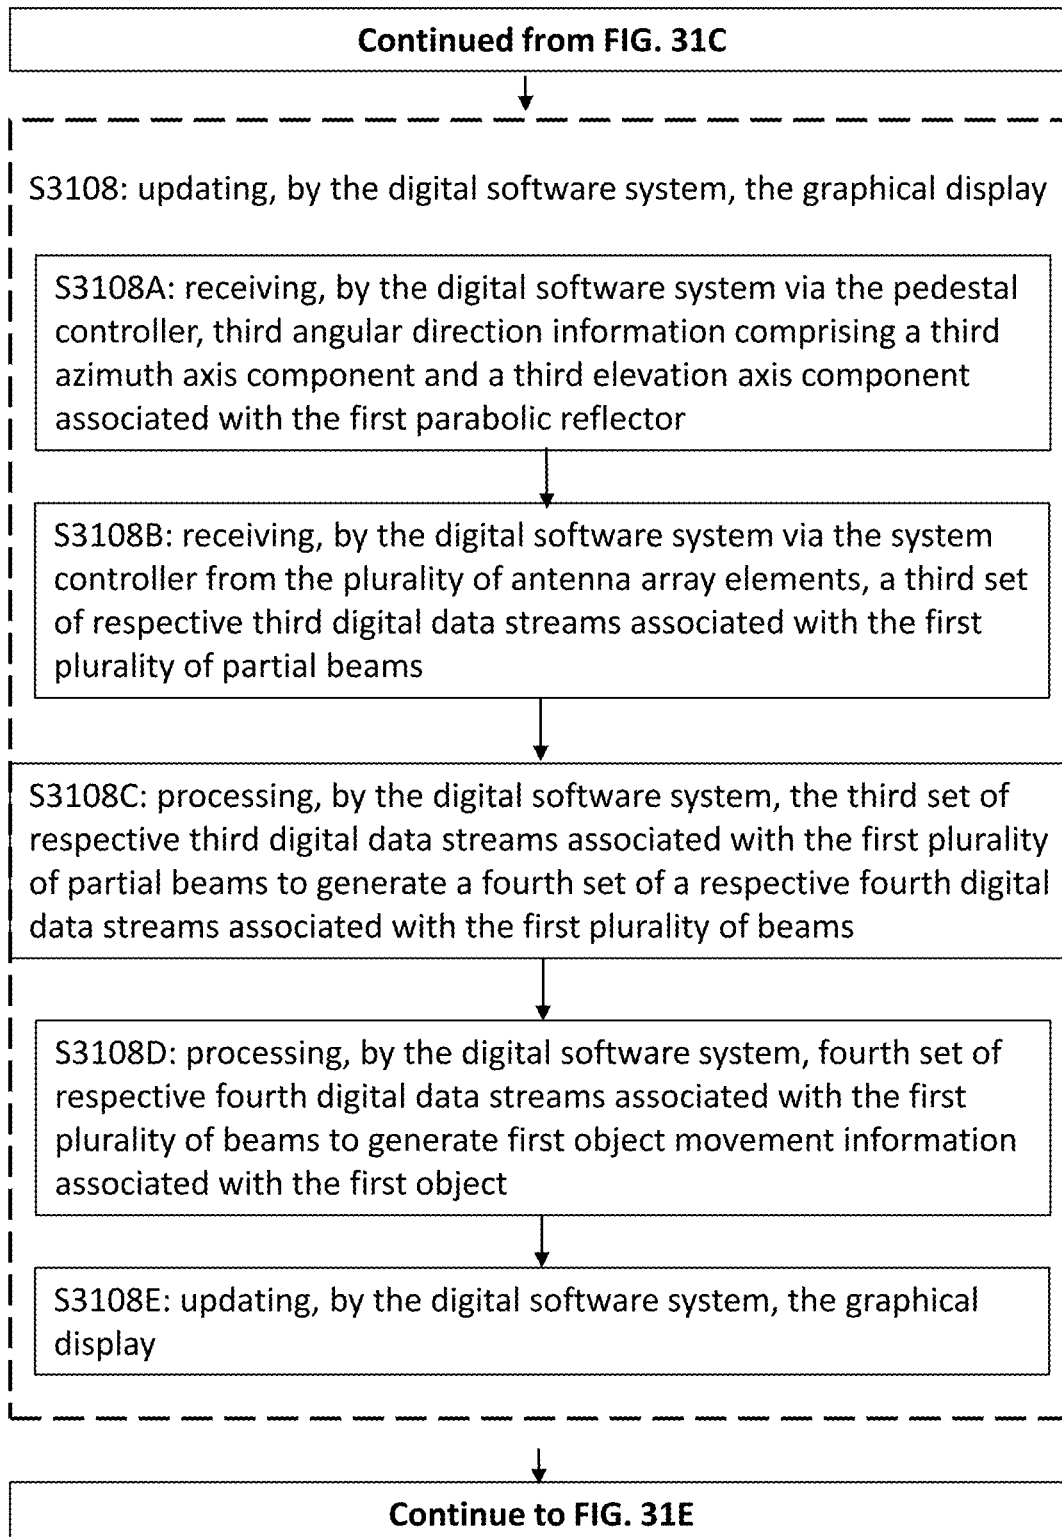 Continued from FIG. 31C
S3108: updating, by the digital software system, the graphical display
S3108A: receiving, by the digital software system via the pedestal
controller, third angular direction information comprising a third
azimuth axis component and a third elevation axis component
associated with the first parabolic reflector
S3108B: receiving, by the digital software system via the system
controller from the plurality of antenna array elements, a third set
of respective third digital data streams associated with the first
plurality of partial beams
S3108C: processing, by the digital software system, the third set of
respective third digital data streams associated with the first plurality
of partial beams to generate a fourth set of a respective fourth digital
data streams associated with the first plurality of beams
S3108D: processing, by the digital software system, fourth set of
respective fourth digital data streams associated with the first
plurality of beams to generate first object movement information
associated with the first object
S3108E: updating, by the digital software system, the graphical
display
Continue to FIG. 31E